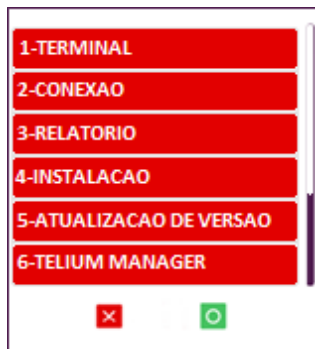 1-TERMINAL
2-CONEXAO
3-RELATORIO
4-INSTALACAO
5-ATUALIZACAO DE VERSAO
6-TELIUM MANAGER